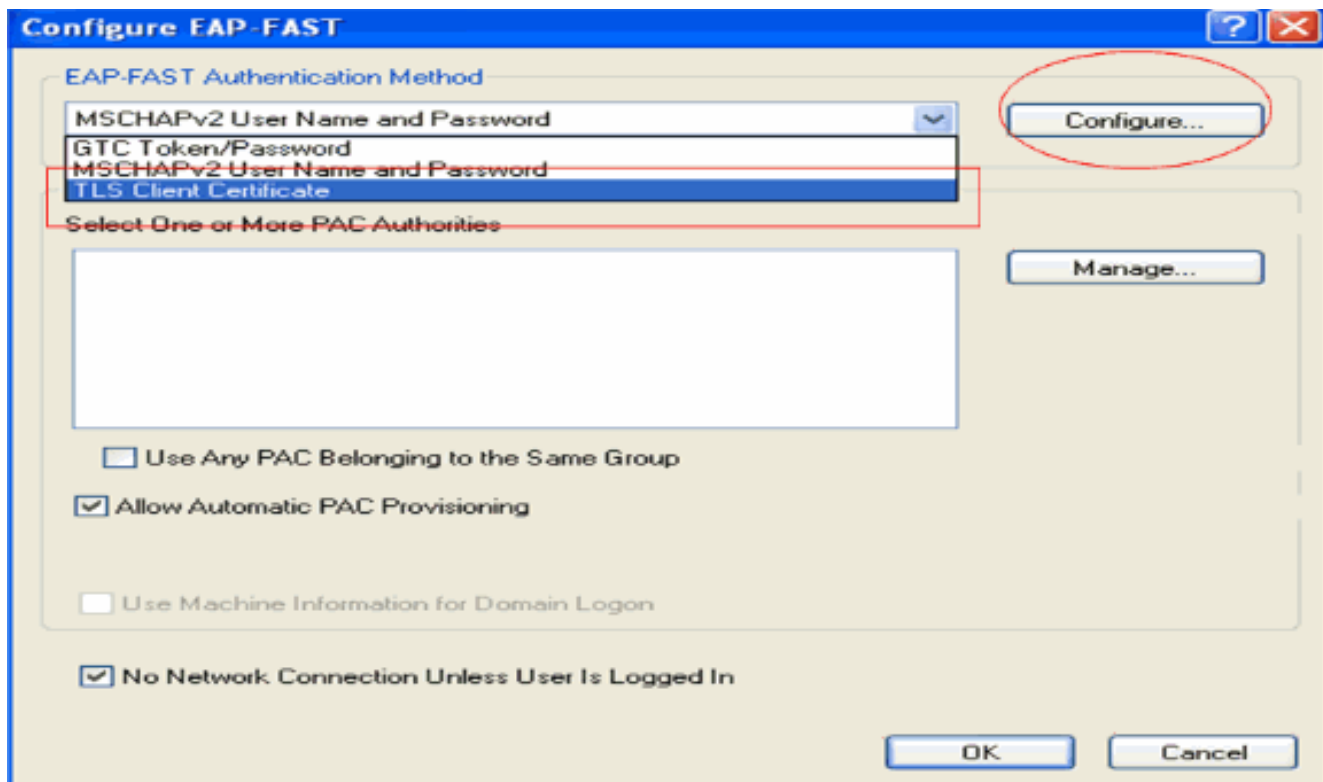 Configure EAP-FAST
EAP-FAST Authentication Method
MSCHAPv2 User Name and Password
Configure...
GTC Token/Password
MSCHAPv2 User Name and Password
TLS Client Certificate
Select One or More PAC Authorities
Manage...
Use Any PAC Belonging to the Same Group
Allow Automatic PAC Provisioning
Use Machine Information for Domain Logon
No Network Connection Unless User Is Logged In
OK
Cancel